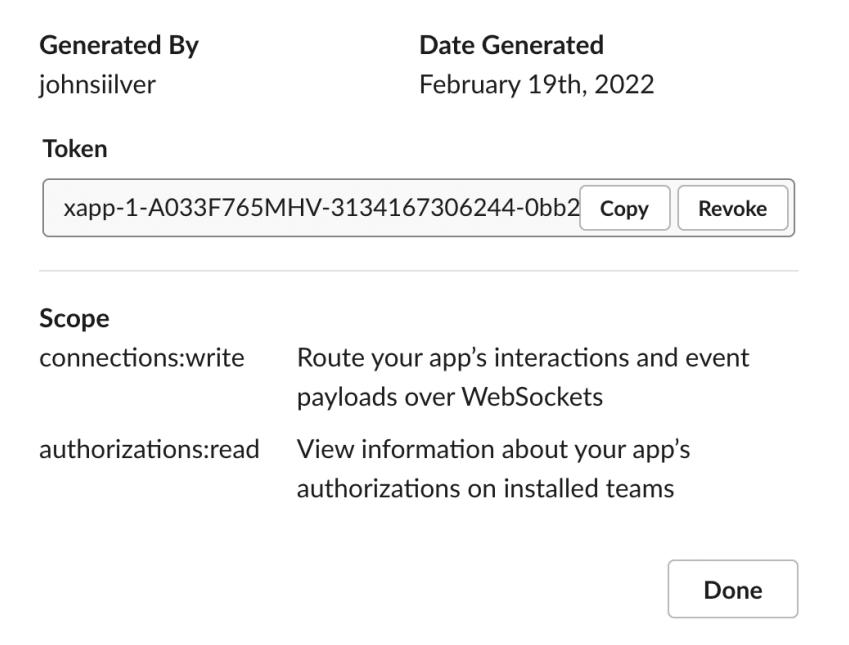 Generated By
johnsiilver
Date Generated
February 19th, 2022
Token
xapp-1-A033F765MHV-3134167306244-0bb2
Copy
Revoke
Scope
connections:write
Route your app’s interactions and event
payloads over WebSockets
authorizations:read
View information about your app’s
authorizations on installed teams
Done